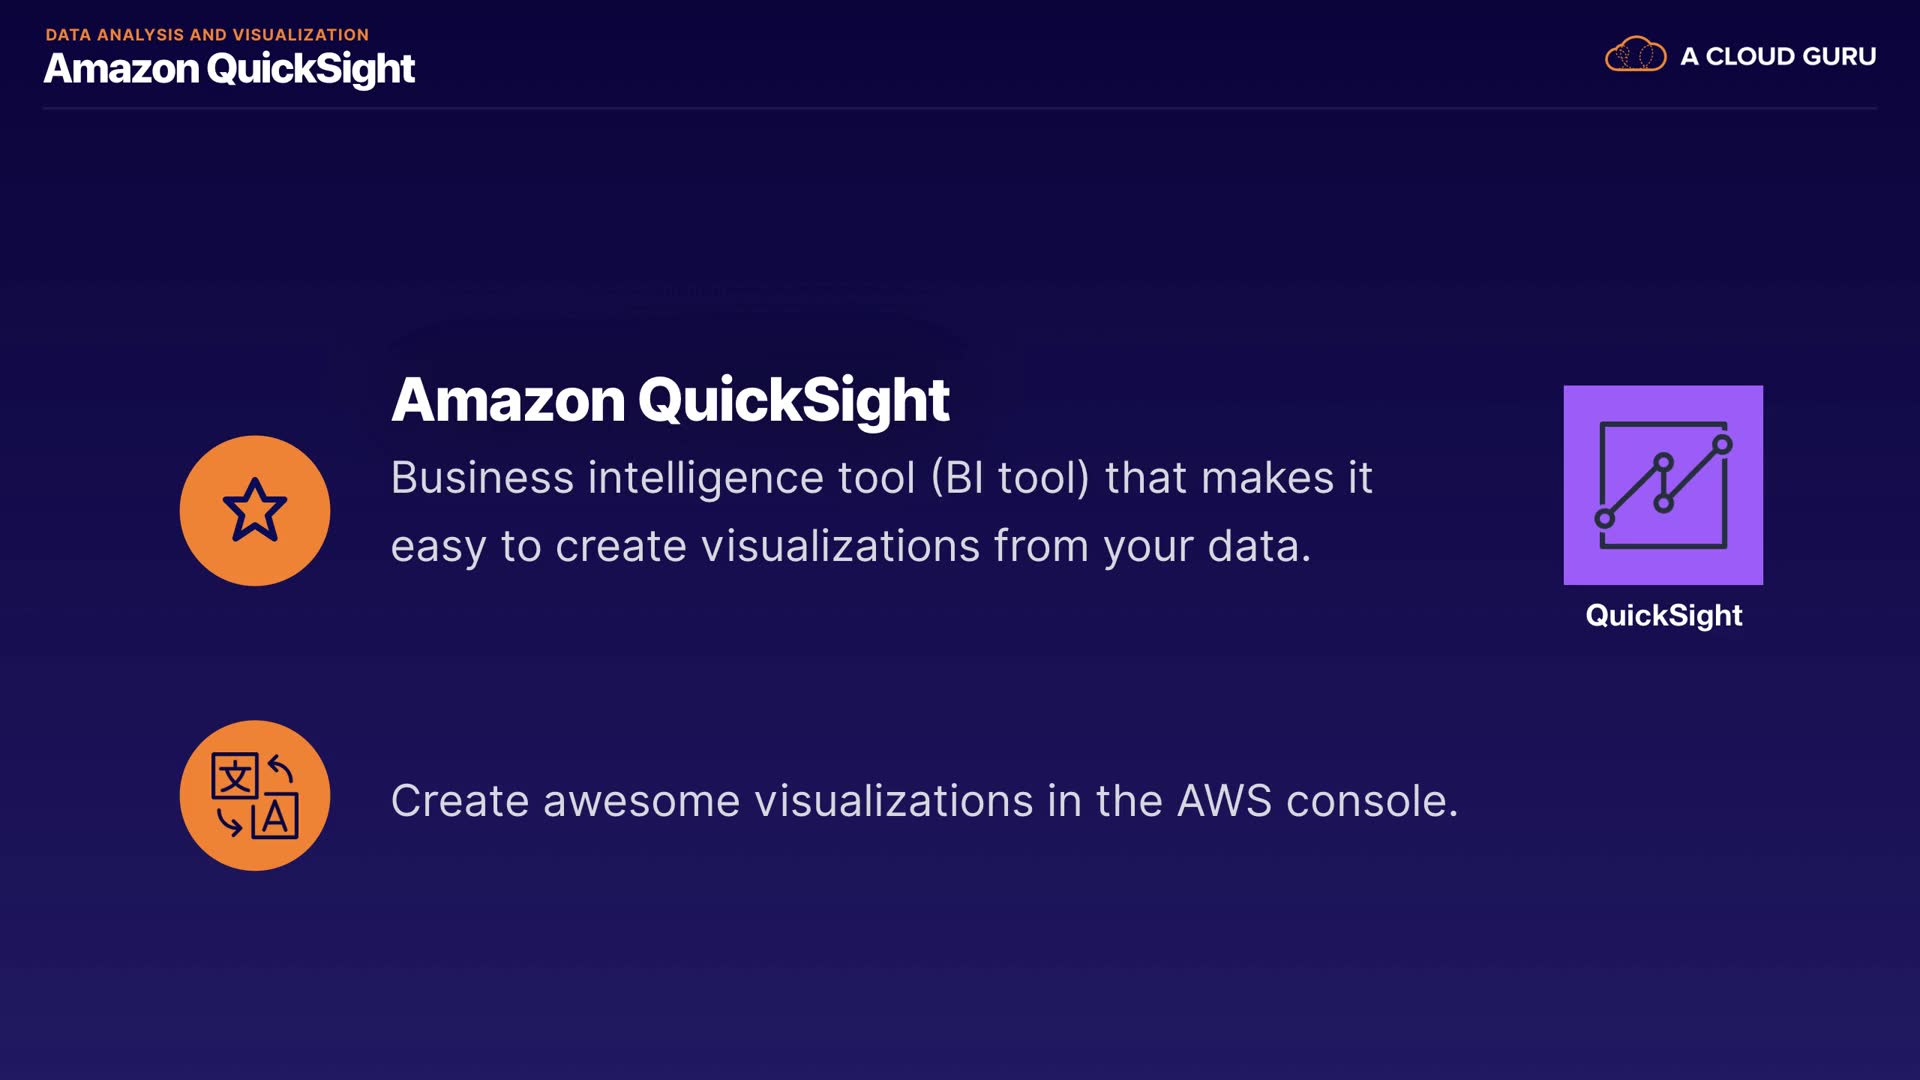 DATA ANALYSIS AND VISUALIZATION
Amazon QuickSight
A CLOUD GURU
Amazon QuickSight
Business intelligence tool (BI tool) that makes it
easy to create visualizations from your data.
QuickSight
文
A
Create awesome visualizations in the AWS console.